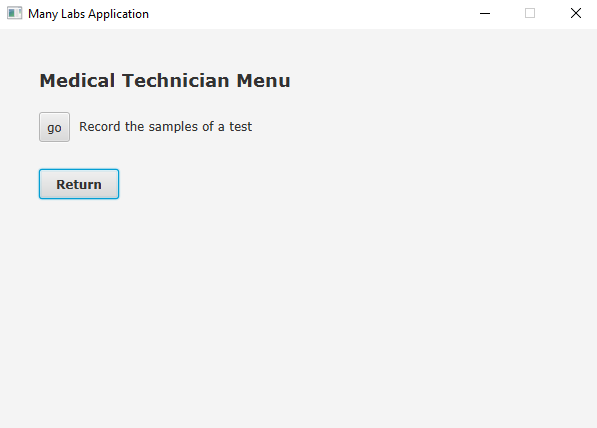 Many Labs Application
Medical Technician Menu
go Record the samples of a test
Return